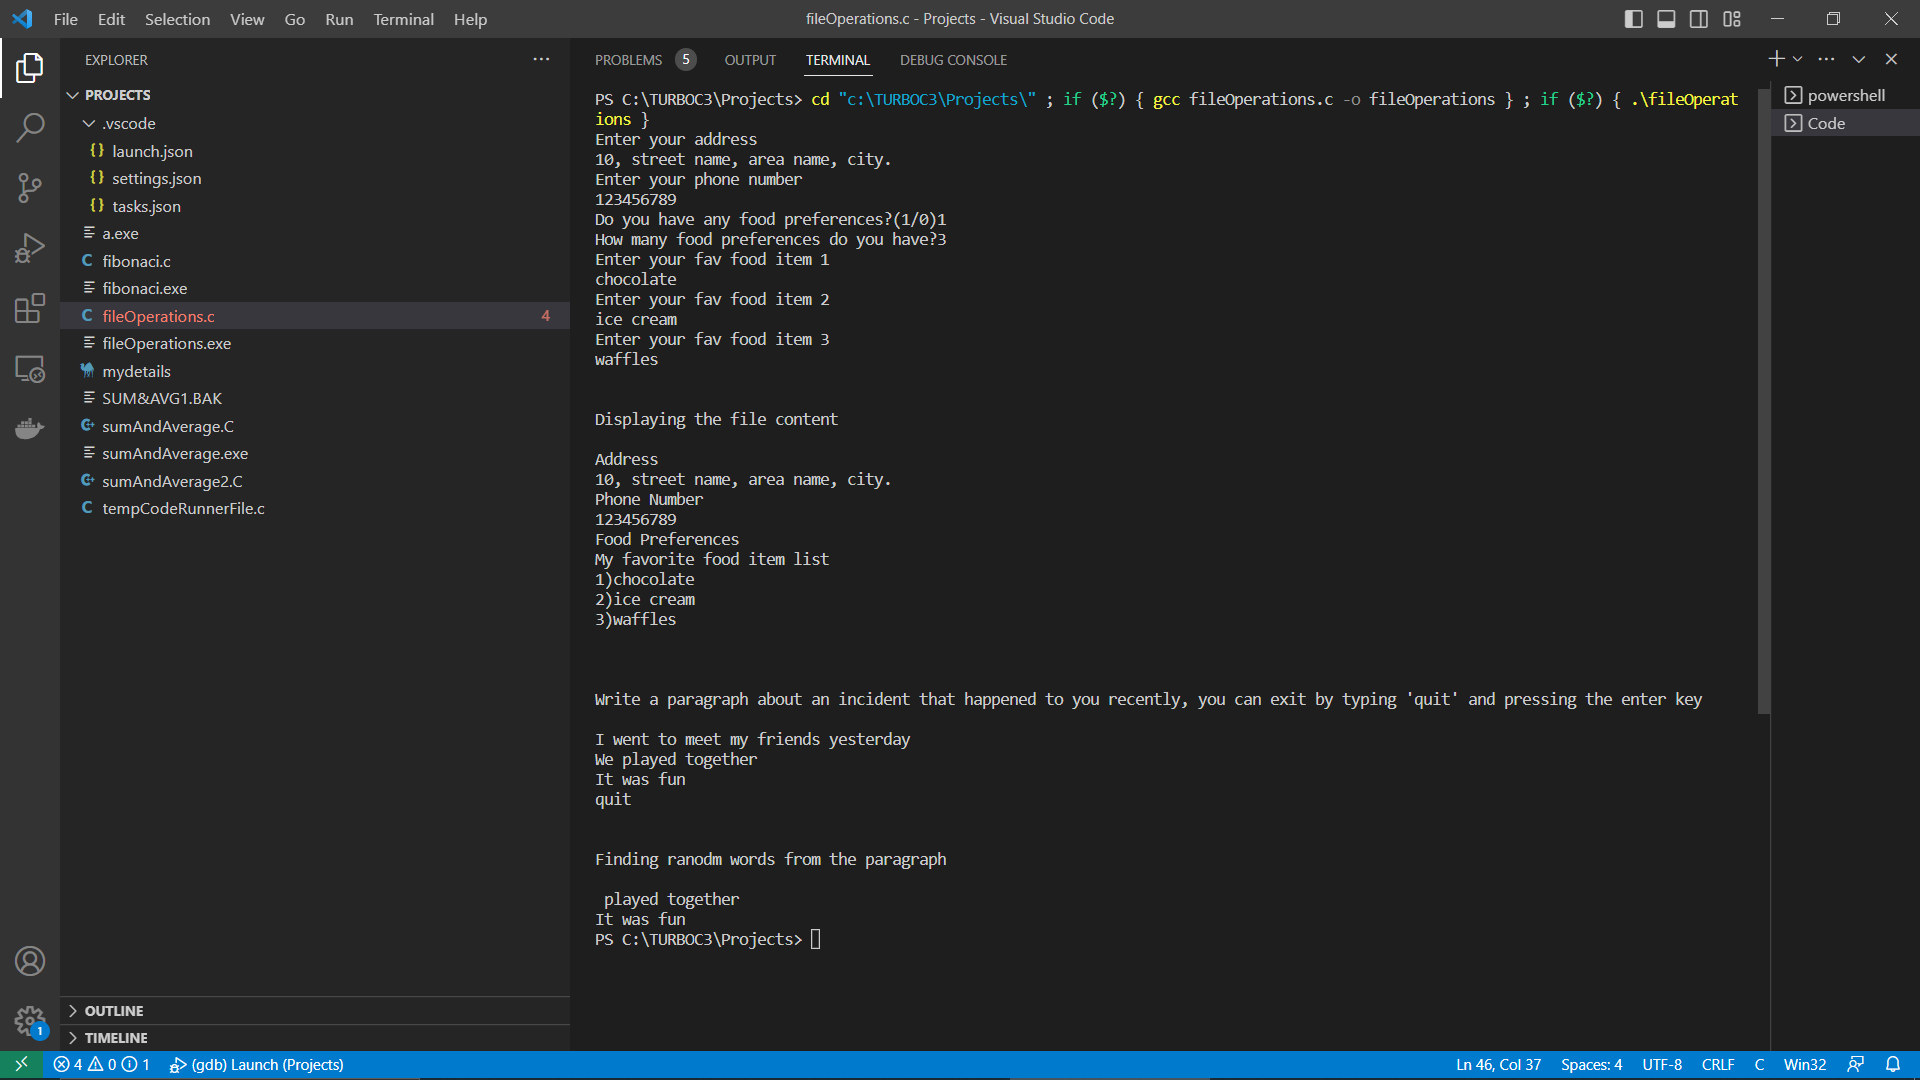 File Edit Selection View Go Run Terminal Help
fileOperations.c - Projects - Visual Studio Code
EXPLORER
PROJECTS
.vscode
{} launch.json
{} settings.json
{} tasks.json
a.exe
C fibonaci.c
fibonaci.exe
C fileOperations.c 4
fileOperations.exe
mydetails
SUM&AVG1.BAK
sumAndAverage.C
sumAndAverage.exe
sumAndAverage2.C
C tempCodeRunnerFile.c
OUTLINE
TIMELINE
1
PROBLEMS 5 OUTPUT TERMINAL DEBUG CONSOLE
PS C:\TURBOC3\Projects> cd "c:\TURBOC3\Projects\" ; if ($?) { gcc fileOperations.c -o fileOperations } ; if ($?) { .\fileOperat
ions }
Enter your address
10, street name, area name, city.
Enter your phone number
123456789
Do you have any food preferences?(1/0)1
How many food preferences do you have?3
Enter your fav food item 1
chocolate
Enter your fav food item 2
ice cream
Enter your fav food item 3
waffles
Displaying the file content
Address
10, street name, area name, city.
Phone Number
123456789
Food Preferences
My favorite food item list
1)chocolate
2)ice cream
3)waffles
Write a paragraph about an incident that happened to you recently, you can exit by typing 'quit' and pressing the enter key
I went to meet my friends yesterday
We played together
It was fun
quit
Finding ranodm words from the paragraph
played together
It was fun
PS C:\TURBOC3\Projects>
powershell
Code
4 0 1 (gdb) Launch (Projects)
Ln 46, Col 37 Spaces: 4 UTF-8 CRLF C Win32